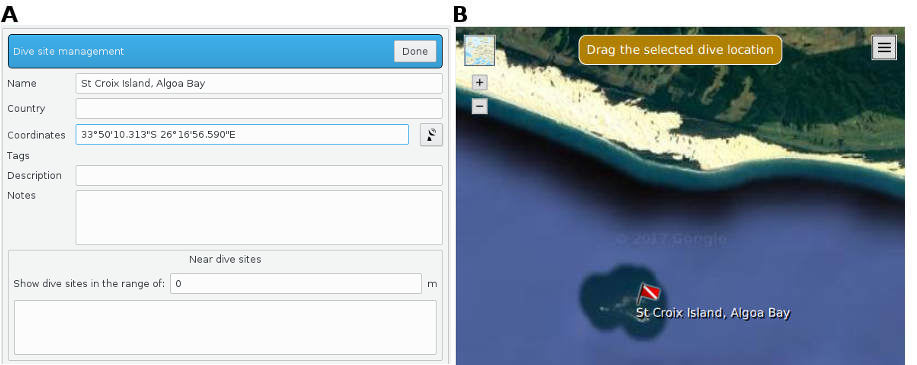 A
Dive site management
Done
Name
St Croix Island, Algoa Bay
Country
Coordinates
33°50'10.313"S 26°16'56.590"E
Tags
Description
Notes
Near dive sites
Show dive sites in the range of:
0
m
B
Drag the selected dive location
+
−
© 2017 Google
St Croix Island, Algoa Bay